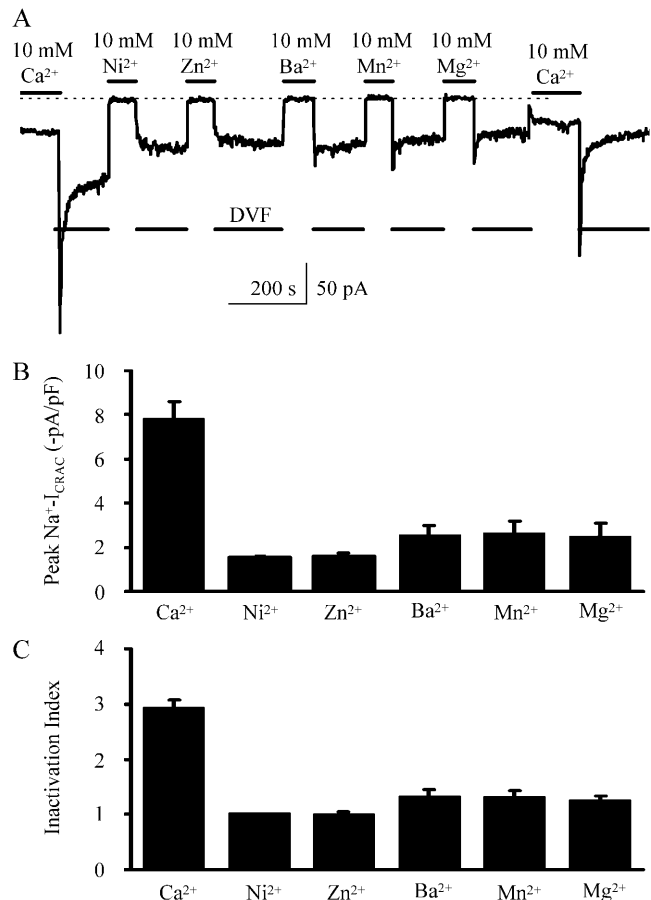 A
10 mM 10 mM 10 mM 10 mM 10 mM 10 mM 10 mM
Ca²⁺ Ni²⁺ Zn²⁺ Ba²⁺ Mn²⁺ Mg²⁺ Ca²⁺
DVF
200 s 50 pA
B
Peak Na⁺-I_CRAC (-pA/pF)
10
8
6
4
2
0
Ca²⁺ Ni²⁺ Zn²⁺ Ba²⁺ Mn²⁺ Mg²⁺
C
Inactivation Index
4
3
2
1
0
Ca²⁺ Ni²⁺ Zn²⁺ Ba²⁺ Mn²⁺ Mg²⁺